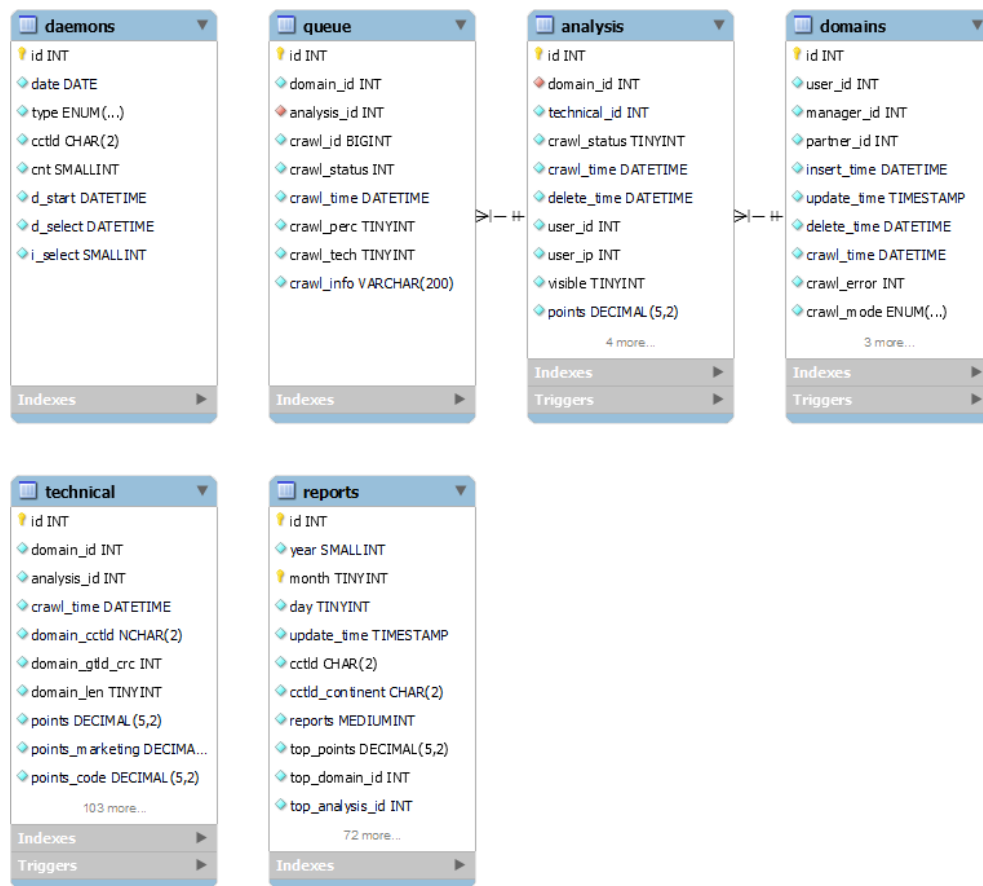 daemons
id INT
date DATE
type ENUM(...)
cctld CHAR(2)
cnt SMALLINT
d_start DATETIME
d_select DATETIME
i_select SMALLINT
Indexes
queue
id INT
domain_id INT
analysis_id INT
crawl_id BIGINT
crawl_status INT
crawl_time DATETIME
crawl_perc TINYINT
crawl_tech TINYINT
crawl_info VARCHAR(200)
Indexes
analysis
id INT
domain_id INT
technical_id INT
crawl_status TINYINT
crawl_time DATETIME
delete_time DATETIME
user_id INT
user_ip INT
visible TINYINT
points DECIMAL(5,2)
4 more...
Indexes
Triggers
domains
id INT
user_id INT
manager_id INT
partner_id INT
insert_time DATETIME
update_time TIMESTAMP
delete_time DATETIME
crawl_time DATETIME
crawl_error INT
crawl_mode ENUM(...)
3 more...
Indexes
Triggers
technical
id INT
domain_id INT
analysis_id INT
crawl_time DATETIME
domain_cctld NCHAR(2)
domain_gtld_crc INT
domain_len TINYINT
points DECIMAL(5,2)
points_marketing DECIMA...
points_code DECIMAL(5,2)
103 more...
Indexes
Triggers
reports
id INT
year SMALLINT
month TINYINT
day TINYINT
update_time TIMESTAMP
cctld CHAR(2)
cctld_continent CHAR(2)
reports MEDIUMINT
top_points DECIMAL(5,2)
top_domain_id INT
top_analysis_id INT
72 more...
Indexes